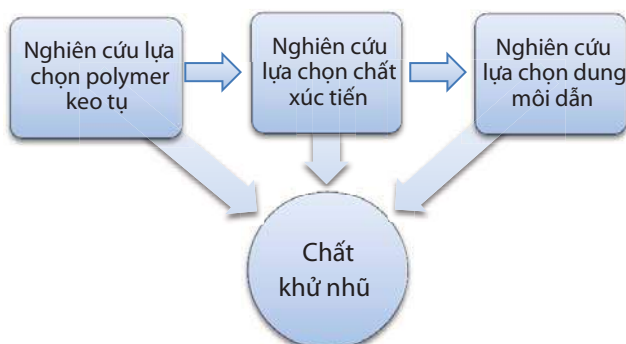 Nghiên cứu lựa
chọn polymer
keo tụ
Nghiên cứu
lựa chọn chất
xúc tiến
Nghiên cứu
lựa chọn dung
môi dẫn
Chất
khử nhũ